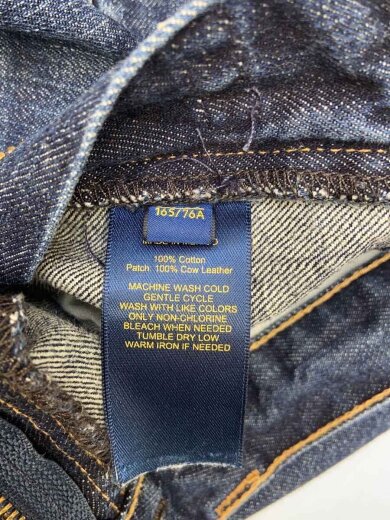 165/76A
100% Cotton
Patch 100% Cow Leather
MACHINE WASH COLD
GENTLE CYCLE
WASH WITH LIKE COLORS
ONLY NON-CHLORINE
BLEACH WHEN NEEDED
TUMBLE DRY LOW
WARM IRON IF NEEDED